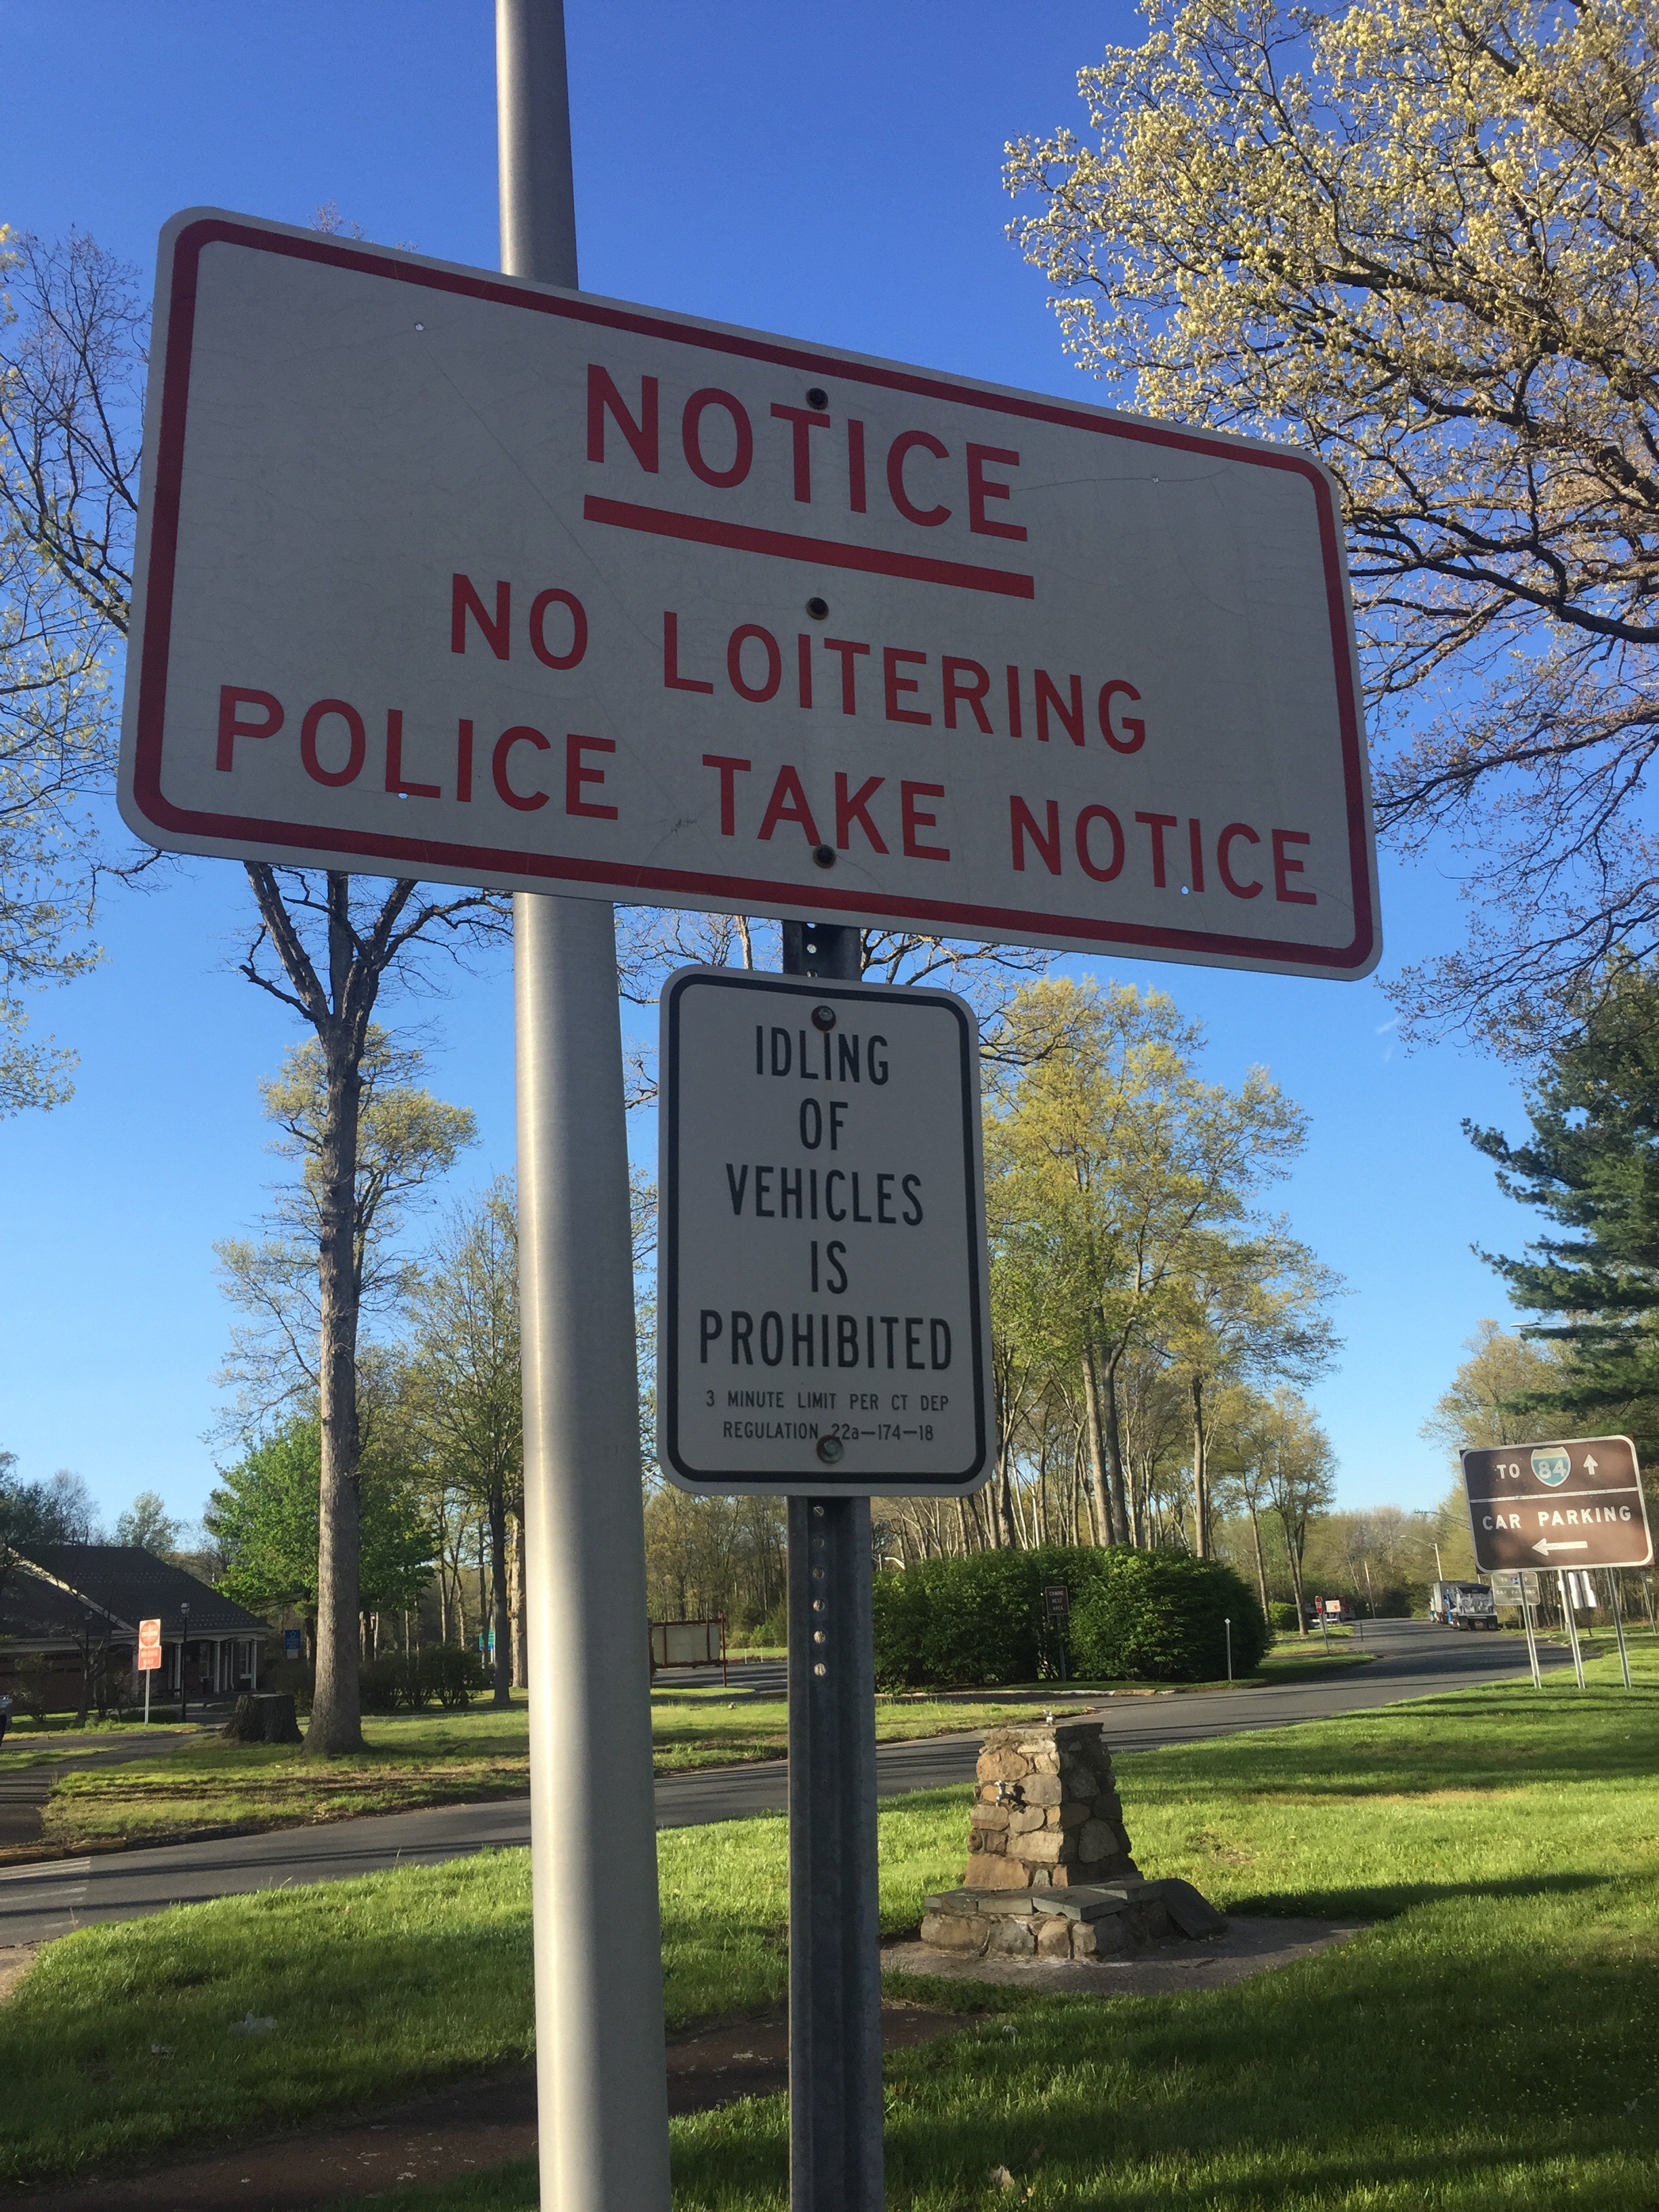 NOTICE
NO LOITERING
POLICE TAKE NOTICE
IDLING
OF
VEHICLES
IS
PROHIBITED
3 MINUTE LIMIT PER CT DEP
REGULATION 22a-174-18
TO 84
CAR PARKING